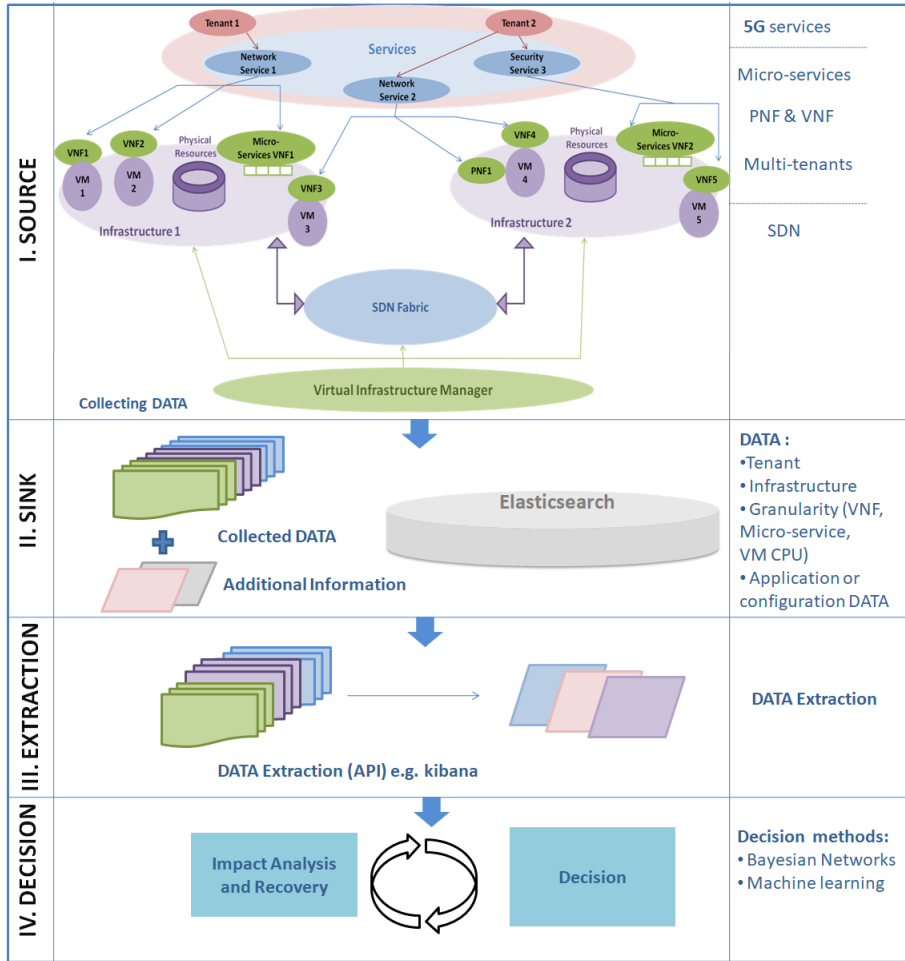 I. SOURCE
Tenant 1
Tenant 2
Services
Network
Service 1
Security
Service 3
Network
Service 2
VNF1
VM
1
VNF2
VM
2
Physical
Resources
Micro-
Services VNF1
VNF3
VM
3
Infrastructure 1
VNF4
VM
4
PNF1
Physical
Resources
Micro-
Services VNF2
VNF5
VM
5
Infrastructure 2
SDN Fabric
Virtual Infrastructure Manager
Collecting DATA
5G services
Micro-services
PNF & VNF
Multi-tenants
SDN
II. SINK
Collected DATA
Additional Information
Elasticsearch
DATA :
•Tenant
•Infrastructure
•Granularity (VNF,
Micro-service,
VM CPU)
•Application or
configuration DATA
III. EXTRACTION
DATA Extraction (API) e.g. kibana
DATA Extraction
IV. DECISION
Impact Analysis
and Recovery
Decision
Decision methods:
• Bayesian Networks
• Machine learning